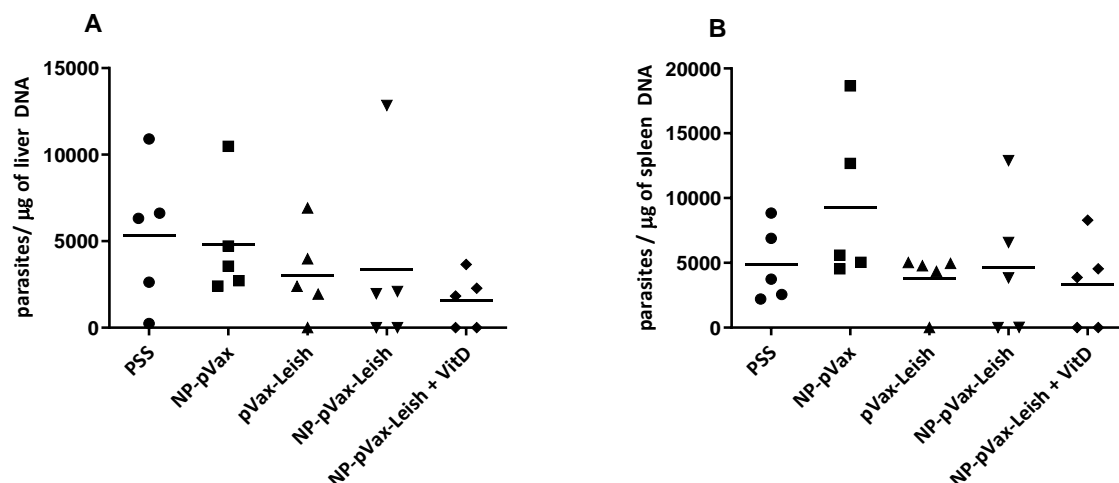 A
parasites/ μg of liver DNA
15000
10000
5000
0
PSS
NP-pVax
pVax-Leish
NP-pVax-Leish
NP-pVax-Leish + VitD
B
parasites / μg of spleen DNA
20000
15000
10000
5000
0
PSS
NP-pVax
pVax-Leish
NP-pVax-Leish
NP-pVax-Leish + VitD